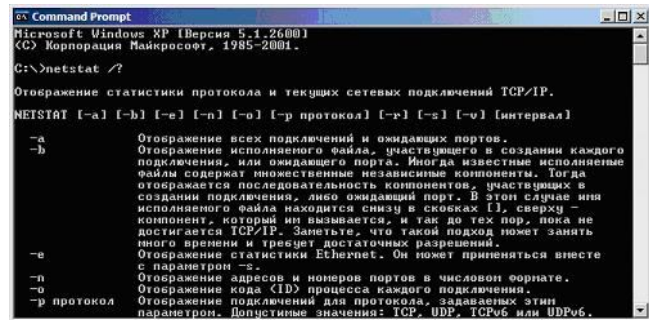 Command Prompt
Microsoft Windows XP [Версия 5.1.2600]
(C) Корпорация Майкрософт, 1985-2001.
C:\>netstat /?
Отображение статистики протокола и текущих сетевых подключений TCP/IP.
NETSTAT [-a] [-b] [-e] [-n] [-o] [-p протокол] [-r] [-s] [-v] [интервал]
-a Отображение всех подключений и ожидающих портов.
-b Отображение исполняемого файла, участвующего в создании каждого
подключения, или ожидающего порта. Иногда известные исполняемые
файлы содержат множественные независимые компоненты. Тогда
отображается последовательность компонентов, участвующих в
создании подключения, либо ожидающий порт. В этом случае имя
исполняемого файла находится снизу в скобках [], сверху -
компонент, который им вызывается, и так до тех пор, пока не
достигается TCP/IP. Заметьте, что такой подход может занять
много времени и требует достаточных разрешений.
-e Отображение статистики Ethernet. Он может применяться вместе
с параметром -s.
-n Отображение адресов и номеров портов в числовом формате.
-o Отображение кода (ID) процесса каждого подключения.
-p протокол Отображение подключений для протокола, задаваемых этим
параметром. Допустимые значения: TCP, UDP, TCPv6 или UDPv6.